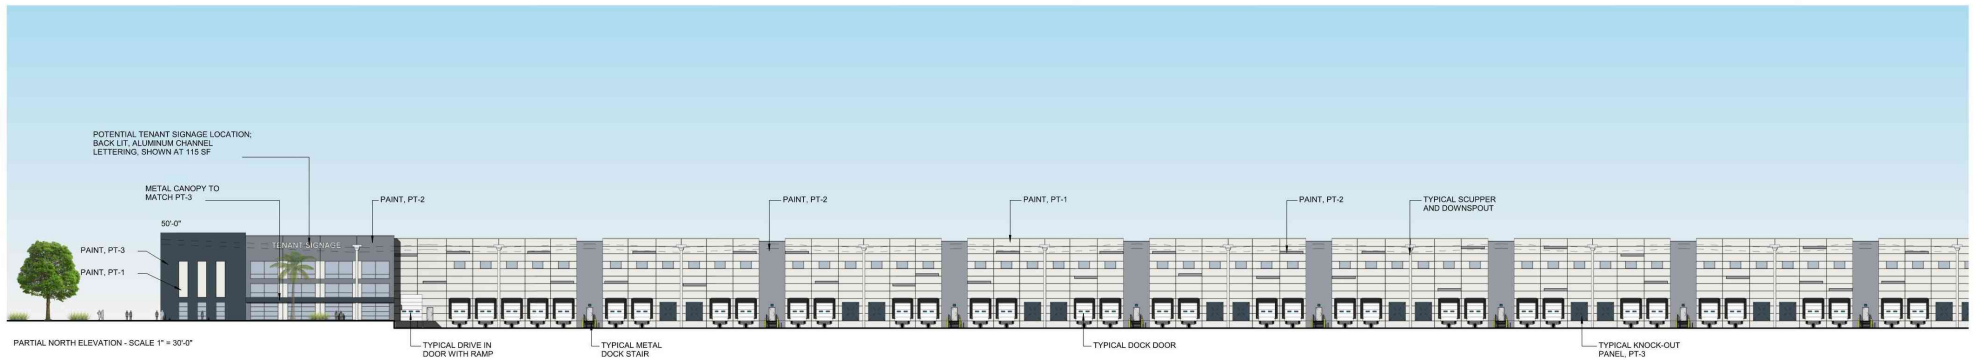 POTENTIAL TENANT SIGNAGE LOCATION;
BACK LIT, ALUMINUM CHANNEL
LETTERING, SHOWN AT 115 SF
METAL CANOPY TO
MATCH PT-3
PAINT, PT-2
PAINT, PT-2
PAINT, PT-1
PAINT, PT-2
TYPICAL SCUPPER
AND DOWNSPOUT
50'-0"
TENANT SIGNAGE
PAINT, PT-3
PAINT, PT-1
PARTIAL NORTH ELEVATION - SCALE 1" = 30'-0"
TYPICAL DRIVE IN
DOOR WITH RAMP
TYPICAL METAL
DOCK STAIR
TYPICAL DOCK DOOR
TYPICAL KNOCK-OUT
PANEL, PT-3